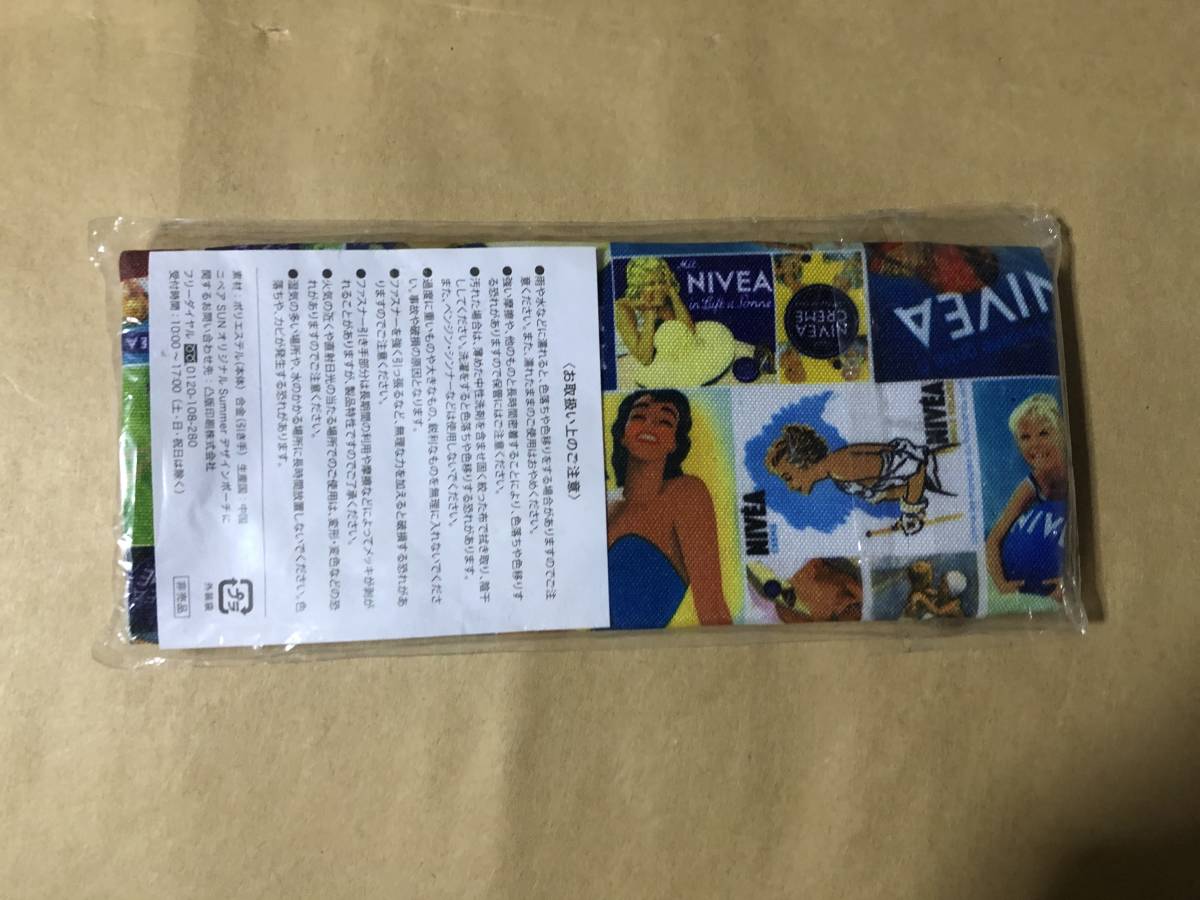 〈お取扱い上のご注意〉
●雨や水などに濡れると、色落ちや色移りをする場合がありますのでご注
意ください。また、濡れたままのご使用はおやめください。
●強い摩擦や、他のものと長時間密着することにより、色落ちや色移りす
る恐れがありますので保管にはご注意ください。
●汚れた場合は、薄めた中性洗剤を含ませ固く絞った布で拭き取り、陰干
ししてください。洗濯をすると色落ちや色移りする恐れがあります。
また、ベンジン・シンナーなどは使用しないでください。
●過度に重いものや大きなもの、鋭利なものを無理に入れないでくださ
い。事故や破損の原因となります。
●ファスナーを強く引っ張るなど、無理な力を加えると破損する恐れがあ
りますのでご注意ください。
●ファスナー引き手部分は長期間の利用や摩擦などによってメッキが剥が
れることがありますが、製品特性ですのでご了承ください。
●火気の近くや直射日光の当たる場所でのご使用は、変形・変色などの恐
れがありますのでご注意ください。
●湿気の多い場所や、水のかかる場所に長時間放置しないでください。色
落ちや、カビが発生する恐れがあります。
素材：ポリエステル(本体) 合金(引き手) 生産国：中国
ニベアSUNオリジナルSummerデザインポーチに
関するお問い合わせ先：凸版印刷株式会社
フリーダイヤル 0120-108-280
受付時間：10:00〜17:00 (土・日・祝日は除く)
プラ
外装袋
非売品
Mit
NIVEA
in Luft u. Sonne
NIVEA
CREME
NIVEA
NIVEA
NIVEA
CREME
NIVEA